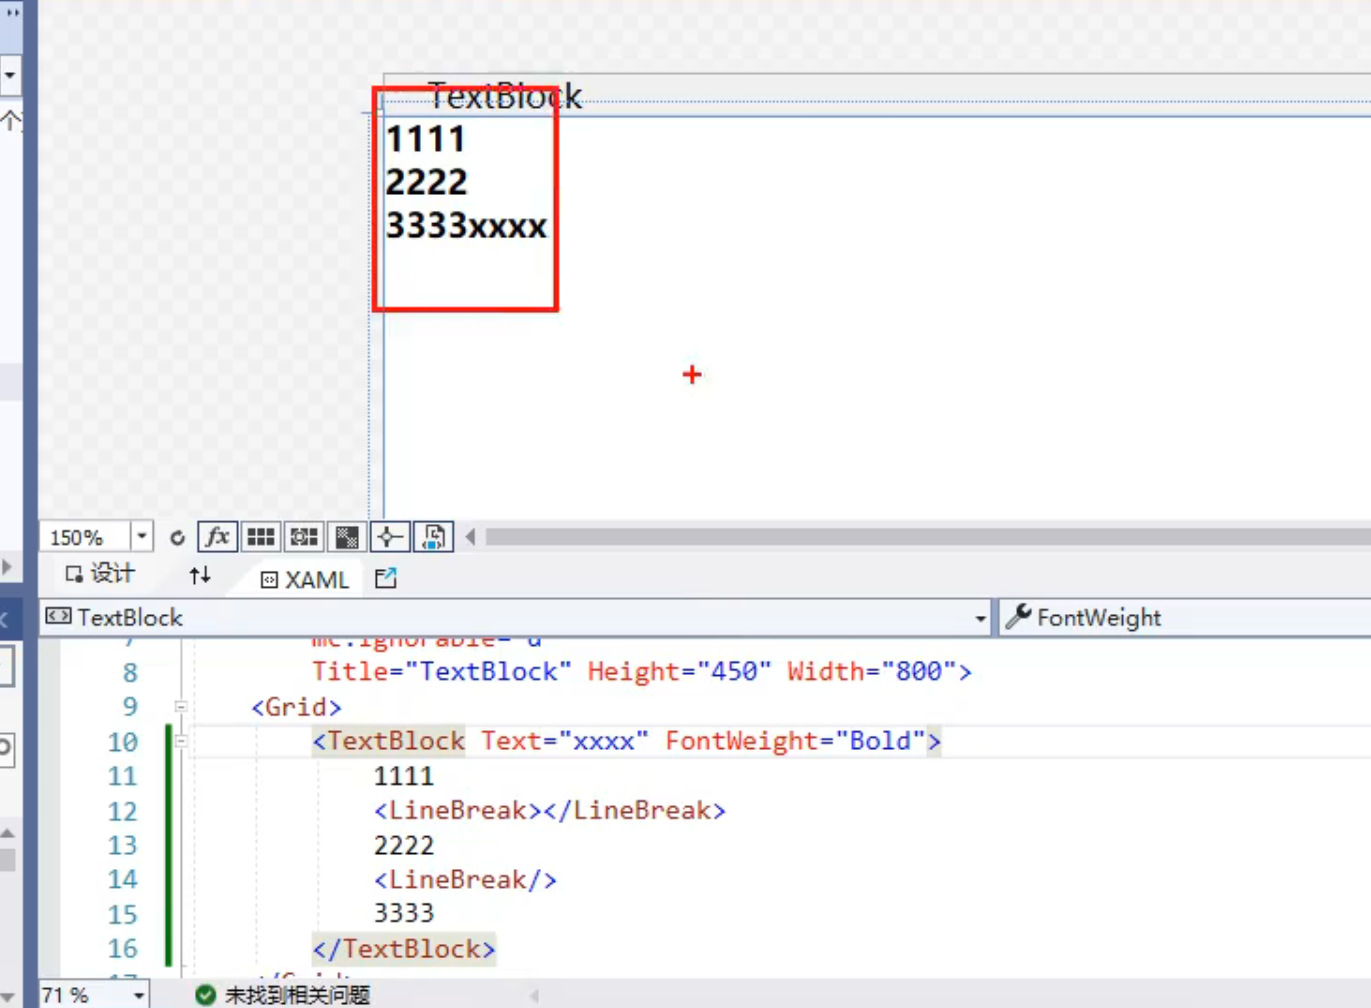 TextBlock
1111
2222
3333xxxx
150%
fx
设计
XAML
TextBlock
FontWeight
7 mc:Ignorable="d"
8 Title="TextBlock" Height="450" Width="800">
9 <Grid>
10 <TextBlock Text="xxxx" FontWeight="Bold">
11 1111
12 <LineBreak></LineBreak>
13 2222
14 <LineBreak/>
15 3333
16 </TextBlock>
17 </Grid>
71 %
未找到相关问题